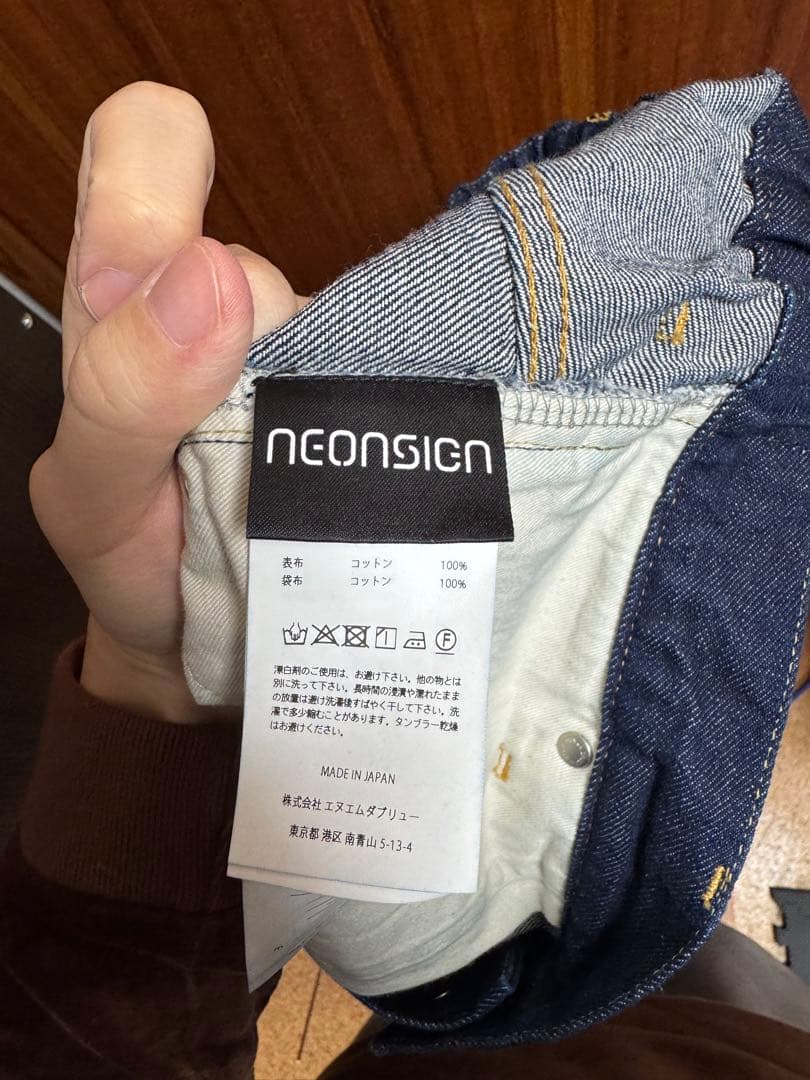 NEONSIGN
表布 コットン 100%
袋布 コットン 100%
漂白剤のご使用は、お避け下さい。他の物とは
別に洗って下さい。長時間の浸漬や濡れたまま
の放置は避け洗濯後すばやく干して下さい。洗
濯で多少縮むことがあります。タンブラー乾燥
はお避けください。
MADE IN JAPAN
株式会社 エヌエムダブリュー
東京都 港区 南青山 5-13-4